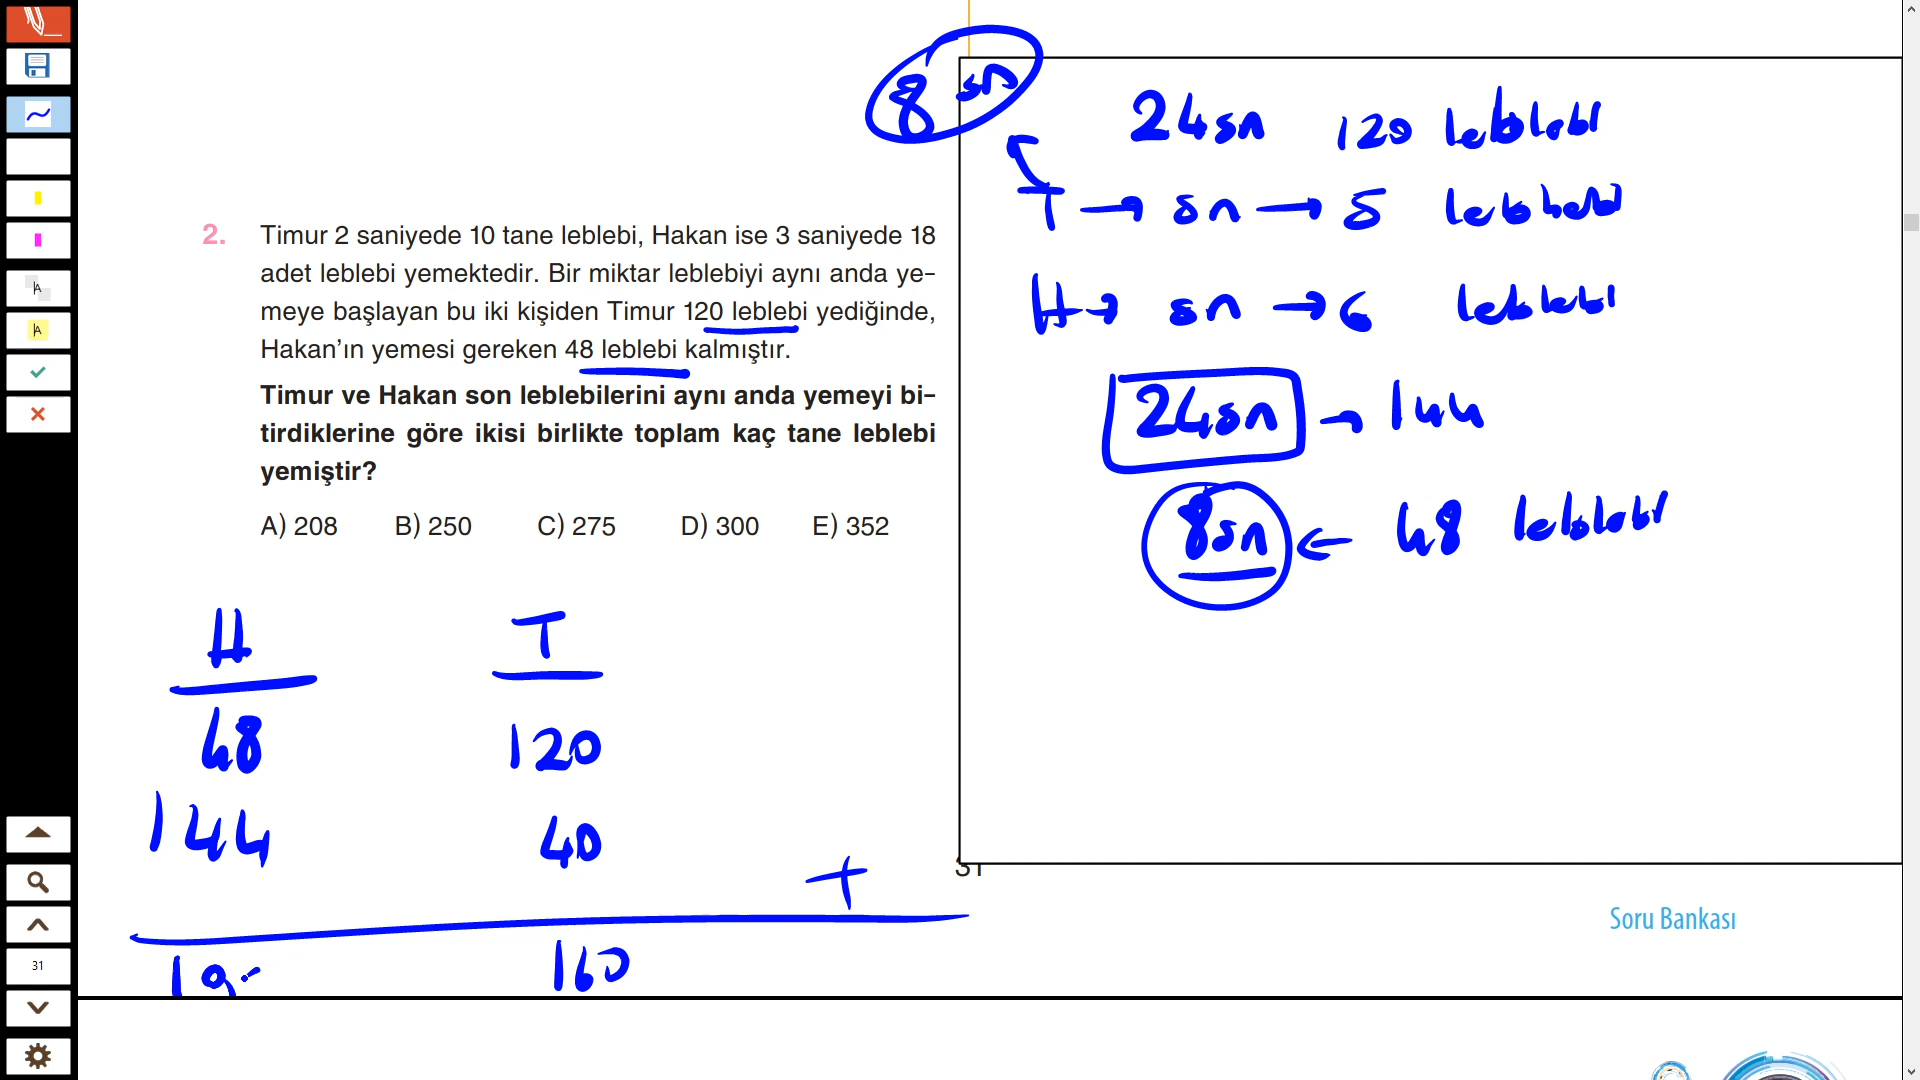 8 sn
24 sn 120 leblebi
T → sn → 5 leblebi
H → sn → 6 leblebi
24 sn → 144
8 sn ← 48 leblebi
2. Timur 2 saniyede 10 tane leblebi, Hakan ise 3 saniyede 18
adet leblebi yemektedir. Bir miktar leblebiyi aynı anda ye-
meye başlayan bu iki kişiden Timur 120 leblebi yediğinde,
Hakan'ın yemesi gereken 48 leblebi kalmıştır.
Timur ve Hakan son leblebilerini aynı anda yemeyi bi-
tirdiklerine göre ikisi birlikte toplam kaç tane leblebi
yemiştir?
A) 208 B) 250 C) 275 D) 300 E) 352
H T
48 120
144 40
+
160
31
Soru Bankası
31